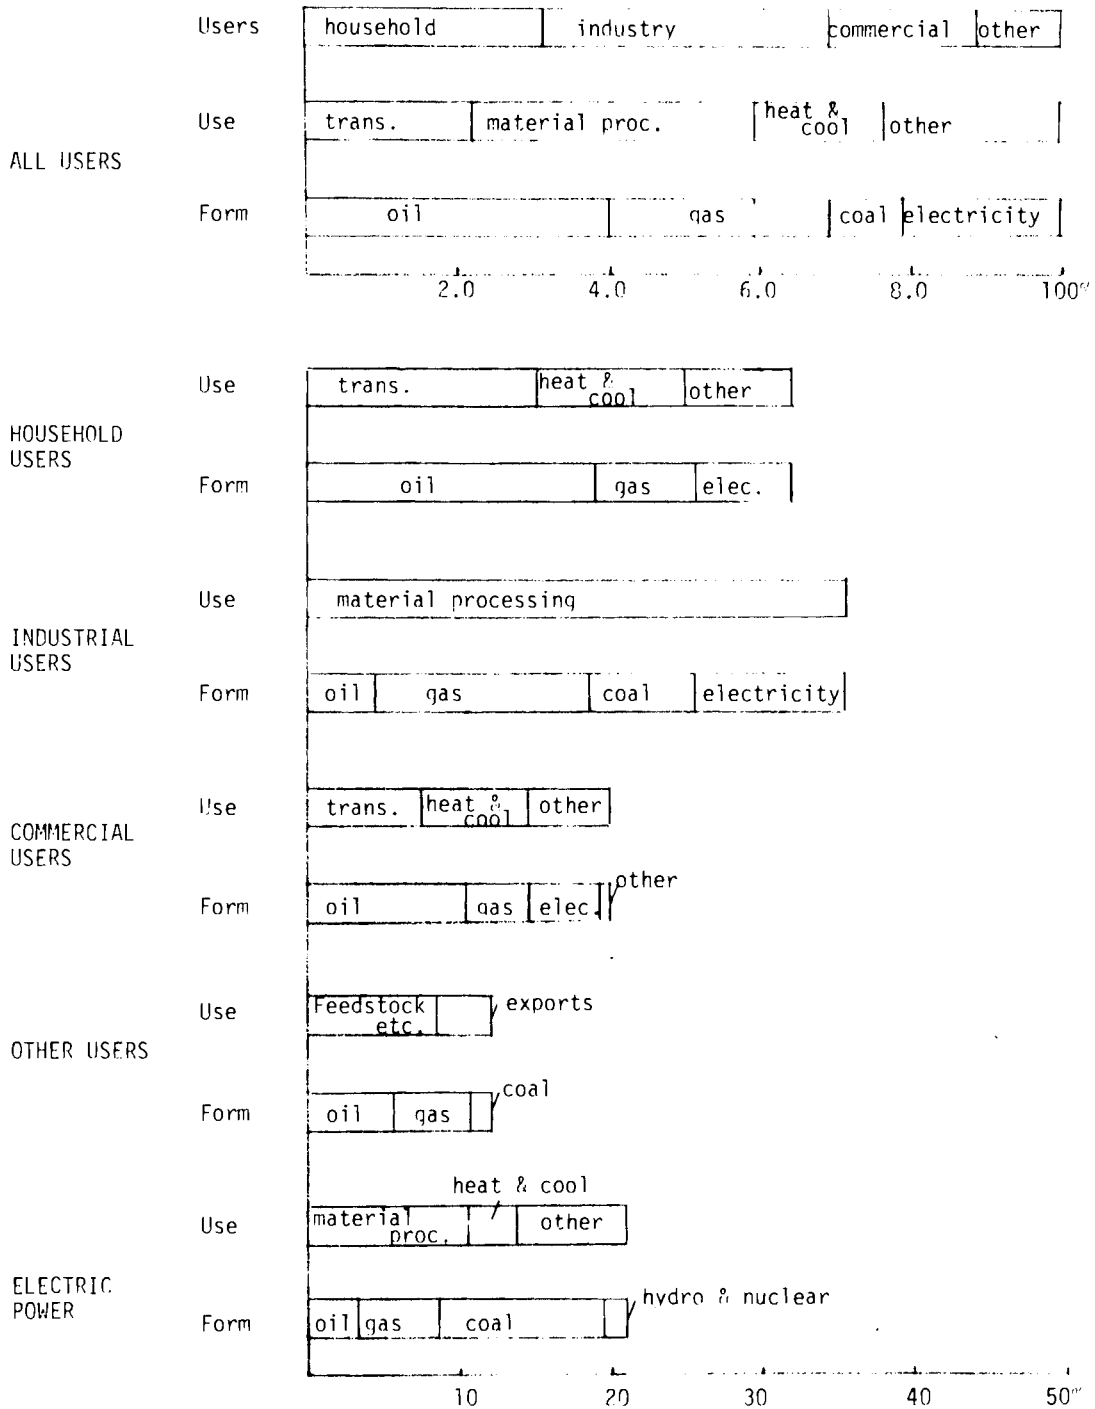 Users household industry commercial other
Use trans. material proc. heat & cool other
ALL USERS
Form oil gas coal electricity
2.0 4.0 6.0 8.0 100%
Use trans. heat & cool other
HOUSEHOLD
USERS
Form oil gas elec.
Use material processing
INDUSTRIAL
USERS
Form oil gas coal electricity
Use trans. heat & cool other
COMMERCIAL
USERS
other
Form oil gas elec.
Use Feedstock etc. exports
OTHER USERS
coal
Form oil gas
heat & cool
Use material proc. other
ELECTRIC
POWER
hydro & nuclear
Form oil gas coal
10 20 30 40 50%